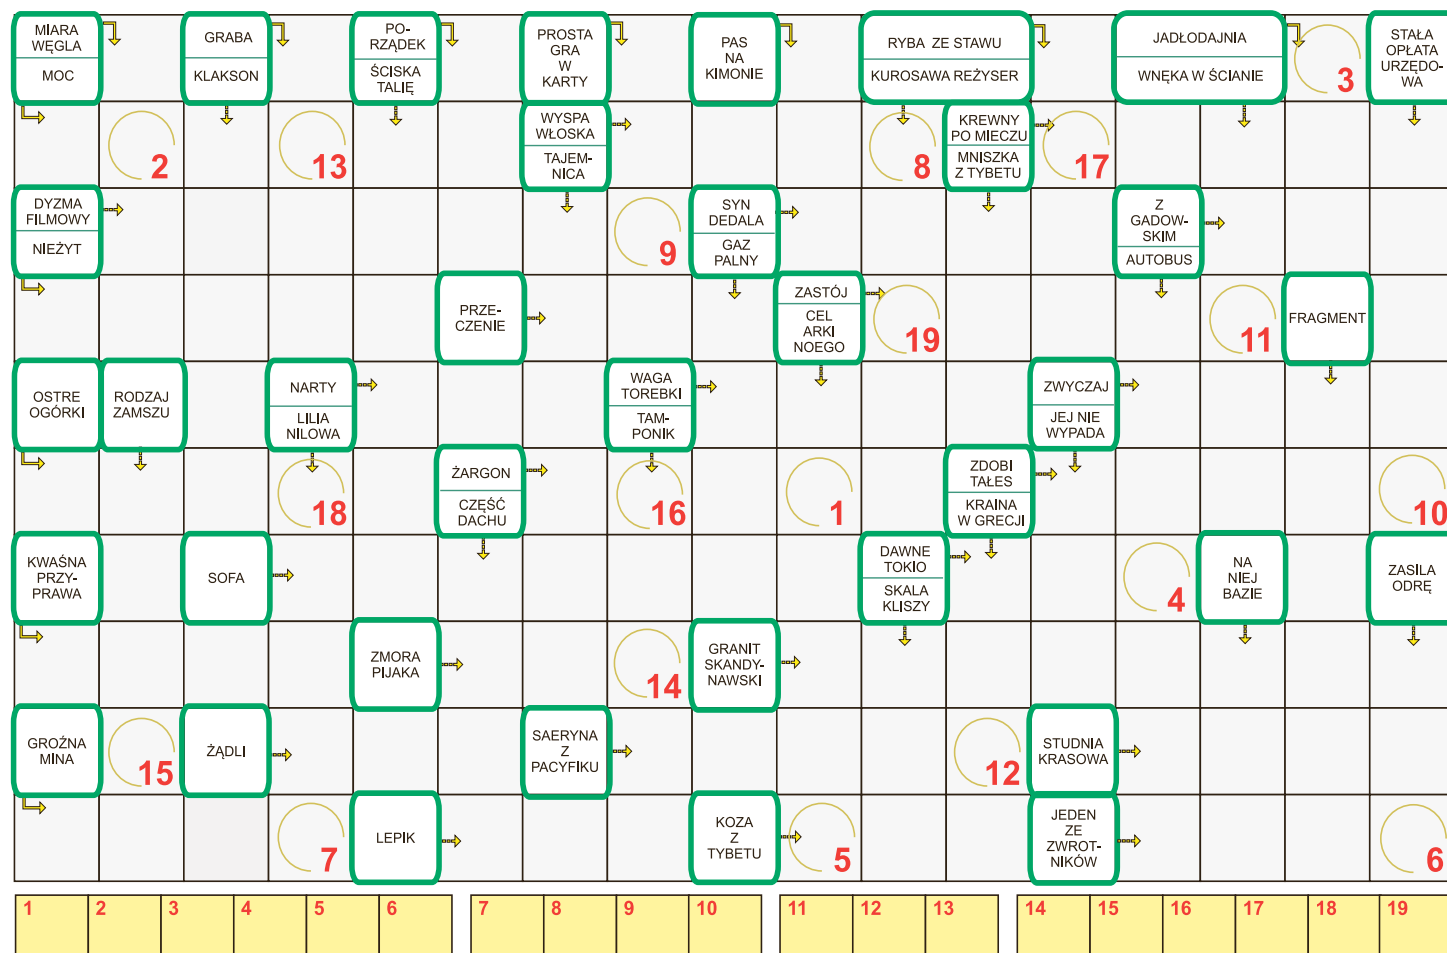 MIARA
WĘGLA
MOC
GRABA
KLAKSON
PO-
RZĄDEK
ŚCISKA
TALIĘ
PROSTA
GRA
W
KARTY
PAS
NA
KIMONIE
RYBA ZE STAWU
KUROSAWA REŻYSER
JADŁODAJNIA
WNĘKA W ŚCIANIE
3
STAŁA
OPŁATA
URZĘDO-
WA
2
13
WYSPA
WŁOSKA
TAJEM-
NICA
8
KREWNY
PO MIECZU
MNISZKA
Z TYBETU
17
DYZMA
FILMOWY
NIEŻYT
9
SYN
DEDALA
GAZ
PALNY
Z
GADOW-
SKIM
AUTOBUS
PRZE-
CZENIE
ZASTÓJ
CEL
ARKI
NOEGO
19
11
FRAGMENT
OSTRE
OGÓRKI
RODZAJ
ZAMSZU
NARTY
LILIA
NILOWA
WAGA
TOREBKI
TAM-
PONIK
ZWYCZAJ
JEJ NIE
WYPADA
18
ŻARGON
CZĘŚĆ
DACHU
16
1
ZDOBI
TAŁES
KRAINA
W GRECJI
10
KWAŚNA
PRZY-
PRAWA
SOFA
DAWNE
TOKIO
SKALA
KLISZY
4
NA
NIEJ
BAZIE
ZASILA
ODRĘ
ZMORA
PIJAKA
14
GRANIT
SKANDY-
NAWSKI
GROŹNA
MINA
15
ŻĄDLI
SAERYNA
Z
PACYFIKU
12
STUDNIA
KRASOWA
7
LEPIK
KOZA
Z
TYBETU
5
JEDEN
ZE
ZWROT-
NIKÓW
6
1 2 3 4 5 6 7 8 9 10 11 12 13 14 15 16 17 18 19